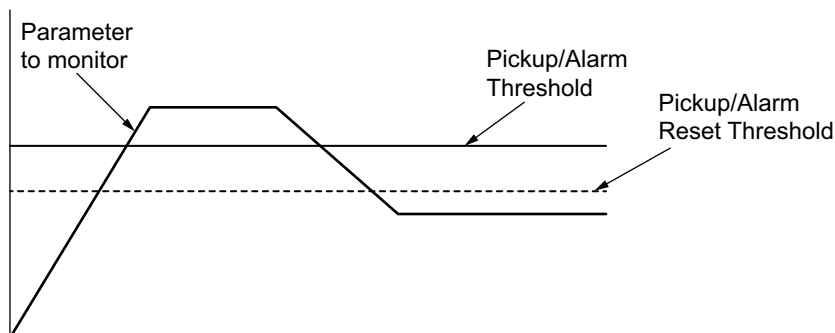 Parameter
to monitor
Pickup/Alarm
Threshold
Pickup/Alarm
Reset Threshold